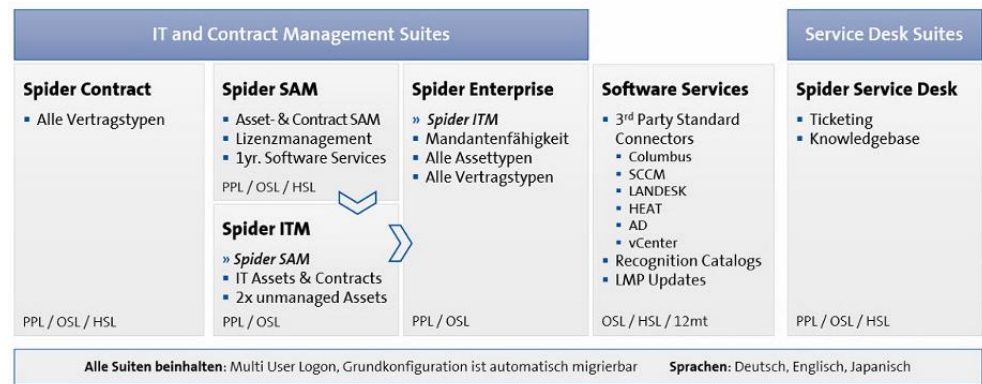 IT and Contract Management Suites
Service Desk Suites
Spider Contract
▪ Alle Vertragstypen
PPL / OSL / HSL
Spider SAM
▪ Asset- & Contract SAM
▪ Lizenzmanagement
▪ 1yr. Software Services
PPL / OSL / HSL
Spider ITM
» Spider SAM
▪ IT Assets & Contracts
▪ 2x unmanaged Assets
PPL / OSL
Spider Enterprise
» Spider ITM
▪ Mandantenfähigkeit
▪ Alle Assettypen
▪ Alle Vertragstypen
PPL / OSL
Software Services
▪ 3rd Party Standard
Connectors
▪ Columbus
▪ SCCM
▪ LANDESK
▪ HEAT
▪ AD
▪ vCenter
▪ Recognition Catalogs
▪ LMP Updates
OSL / HSL / 12mt
Spider Service Desk
▪ Ticketing
▪ Knowledgebase
PPL / OSL / HSL
Alle Suiten beinhalten: Multi User Logon, Grundkonfiguration ist automatisch migrierbar Sprachen: Deutsch, Englisch, Japanisch